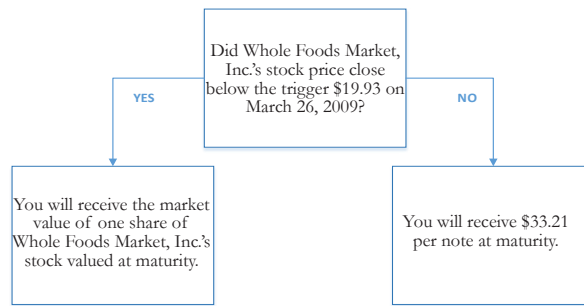 Did Whole Foods Market,
Inc.'s stock price close
below the trigger $19.93 on
March 26, 2009?
YES
NO
You will receive the market
value of one share of
Whole Foods Market, Inc.'s
stock valued at maturity.
You will receive $33.21
per note at maturity.